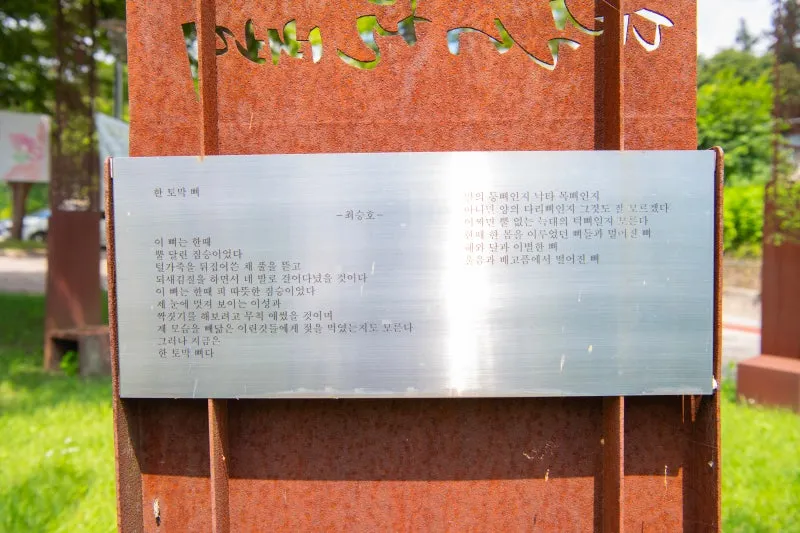 한 토막 뼈
-최승호-
이 뼈는 한때
뿔 달린 짐승이었다
털가죽을 뒤집어쓴 채 풀을 뜯고
되새김질을 하면서 네 발로 걸어다녔을 것이다
이 뼈는 한때 피 따뜻한 짐승이었다
제 눈에 멋져 보이는 이성과
짝짓기를 해보려고 무척 애썼을 것이며
제 모습을 빼닮은 어린것들에게 젖을 먹였는지도 모른다
그러나 지금은
한 토막 뼈다
통뼈인지 낙타 목뼈인지
아니면 양의 다리뼈인지 그것도 잘 모르겠다
어쩌면 뿔 없는 늑대의 턱뼈인지 모른다
한때 한 몸을 이루었던 뼈들과 떨어진 뼈
해와 달과 이별한 뼈
울음과 배고픔에서 떨어진 뼈